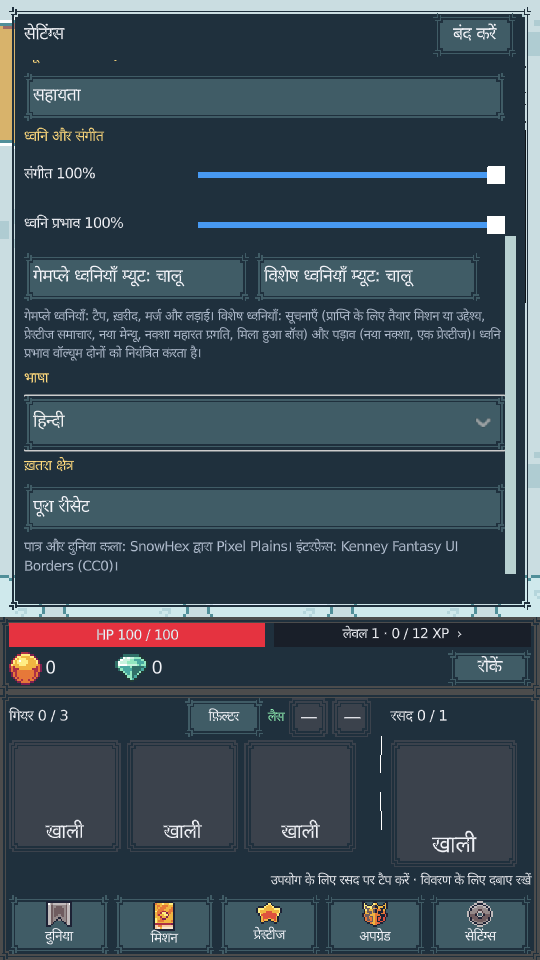 सेटिंग्स
बंद करें
सहायता
ध्वनि और संगीत
संगीत 100%
ध्वनि प्रभाव 100%
गेमप्ले ध्वनियाँ म्यूट: चालू
विशेष ध्वनियाँ म्यूट: चालू
गेमप्ले ध्वनियाँ: टैप, ख़रीद, मर्ज और लड़ाई। विशेष ध्वनियाँ: सूचनाएँ (प्राप्ति के लिए तैयार मिशन या उद्देश्य,
प्रेस्टीज समाचार, नया मेन्यू, नक्शा महारत प्रगति, मिला हुआ बॉस) और पड़ाव (नया नक्शा, एक प्रेस्टीज)। ध्वनि
प्रभाव वॉल्यूम दोनों को नियंत्रित करता है।
भाषा
हिन्दी
ख़तरा क्षेत्र
पूरा रीसेट
पात्र और दुनिया कला: SnowHex द्वारा Pixel Plains। इंटरफ़ेस: Kenney Fantasy UI
Borders (CC0)।
HP 100 / 100
लेवल 1 · 0 / 12 XP ›
0
0
रोकें
गियर 0 / 3
फ़िल्टर
लैस
—
—
रसद 0 / 1
खाली
खाली
खाली
खाली
उपयोग के लिए रसद पर टैप करें · विवरण के लिए दबाए रखें
दुनिया
मिशन
प्रेस्टीज
अपग्रेड
सेटिंग्स